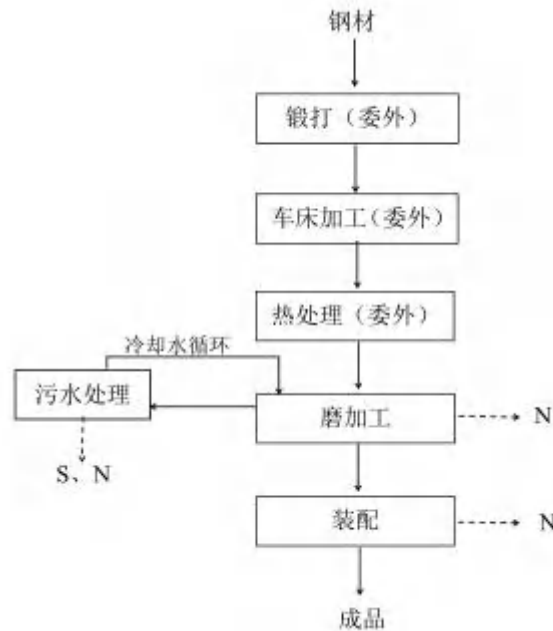 钢材
锻打（委外）
车床加工（委外）
热处理（委外）
冷却水循环
污水处理
磨加工
N
S、N
装配
N
成品